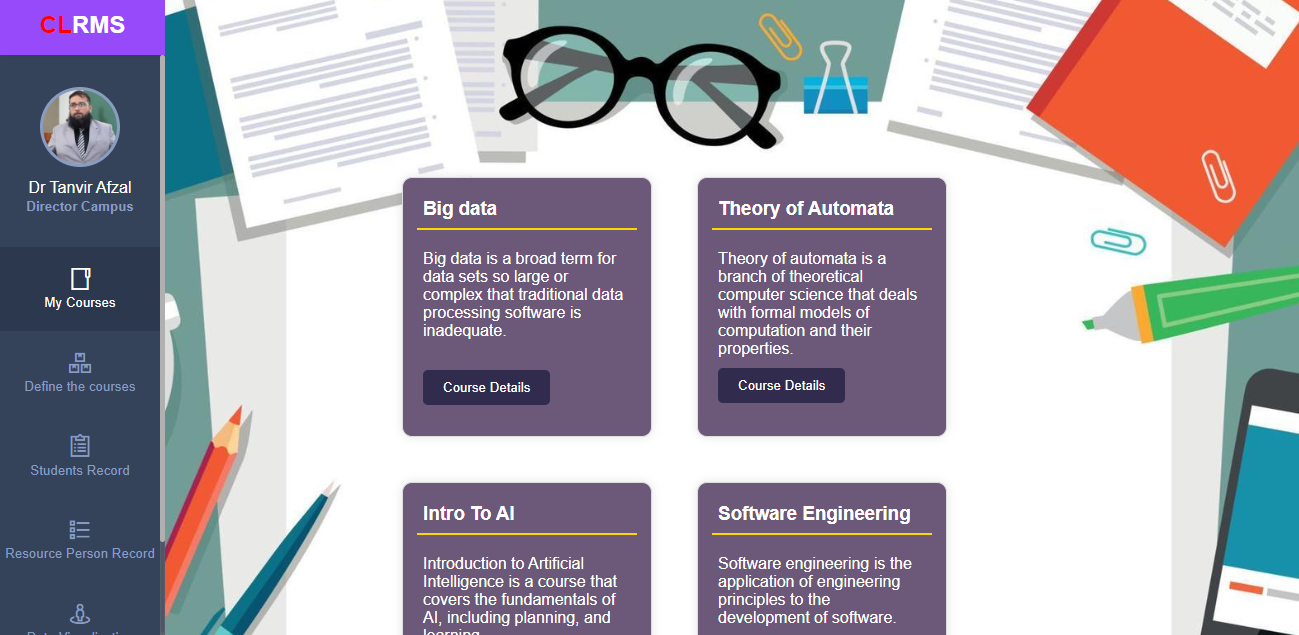 CLRMS
Dr Tanvir Afzal
Director Campus
My Courses
Define the courses
Students Record
Resource Person Record
Big data
Big data is a broad term for
data sets so large or
complex that traditional data
processing software is
inadequate.
Course Details
Theory of Automata
Theory of automata is a
branch of theoretical
computer science that deals
with formal models of
computation and their
properties.
Course Details
Intro To AI
Introduction to Artificial
Intelligence is a course that
covers the fundamentals of
AI, including planning, and
learning
Software Engineering
Software engineering is the
application of engineering
principles to the
development of software.